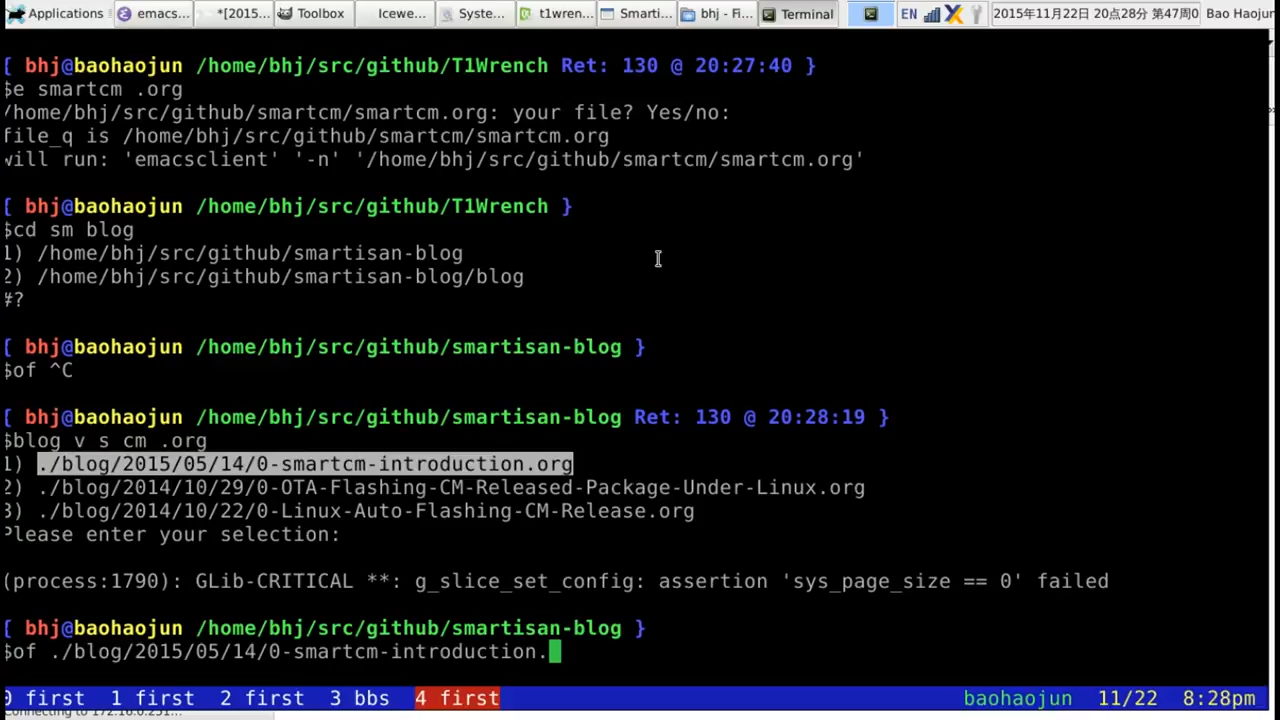 Applications emacs... *[2015... Toolbox Icewe... Syste... t1wren... Smarti... bhj - Fi... Terminal EN 2015年11月22日 20点28分 第47周0 Bao Haojun
[ bhj@baohaojun /home/bhj/src/github/T1Wrench Ret: 130 @ 20:27:40 }
$e smartcm .org
/home/bhj/src/github/smartcm/smartcm.org: your file? Yes/no:
file_q is /home/bhj/src/github/smartcm/smartcm.org
will run: 'emacsclient' '-n' '/home/bhj/src/github/smartcm/smartcm.org'
[ bhj@baohaojun /home/bhj/src/github/T1Wrench }
$cd sm blog
1) /home/bhj/src/github/smartisan-blog
2) /home/bhj/src/github/smartisan-blog/blog
#?
[ bhj@baohaojun /home/bhj/src/github/smartisan-blog }
$of ^C
[ bhj@baohaojun /home/bhj/src/github/smartisan-blog Ret: 130 @ 20:28:19 }
$blog v s cm .org
1) ./blog/2015/05/14/0-smartcm-introduction.org
2) ./blog/2014/10/29/0-OTA-Flashing-CM-Released-Package-Under-Linux.org
3) ./blog/2014/10/22/0-Linux-Auto-Flashing-CM-Release.org
Please enter your selection:
(process:1790): GLib-CRITICAL **: g_slice_set_config: assertion 'sys_page_size == 0' failed
[ bhj@baohaojun /home/bhj/src/github/smartisan-blog }
$of ./blog/2015/05/14/0-smartcm-introduction.
0 first 1 first 2 first 3 bbs 4 first baohaojun 11/22 8:28pm